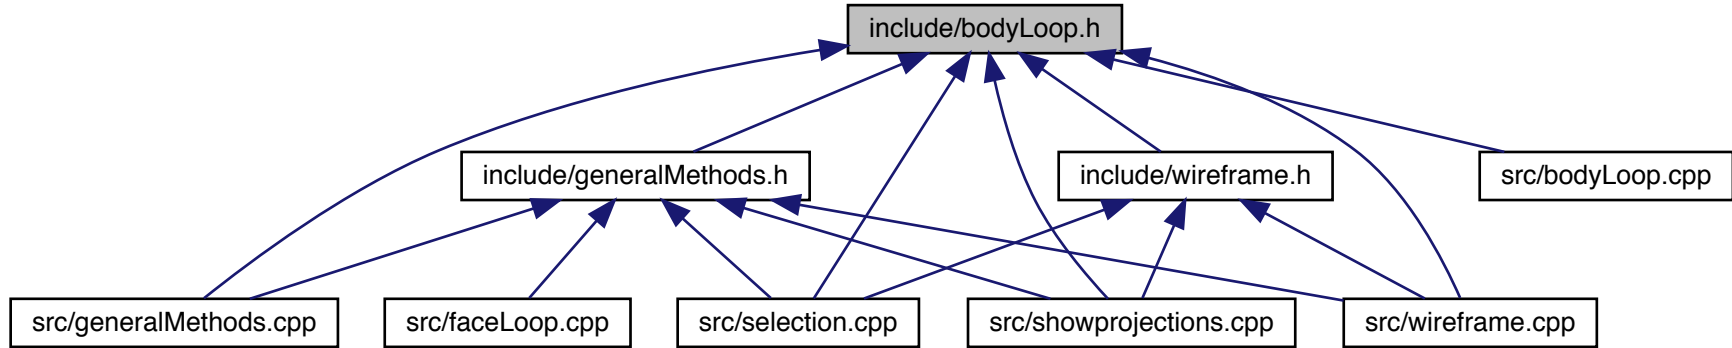 include/bodyLoop.h
include/generalMethods.h
include/wireframe.h
src/bodyLoop.cpp
src/generalMethods.cpp
src/faceLoop.cpp
src/selection.cpp
src/showprojections.cpp
src/wireframe.cpp